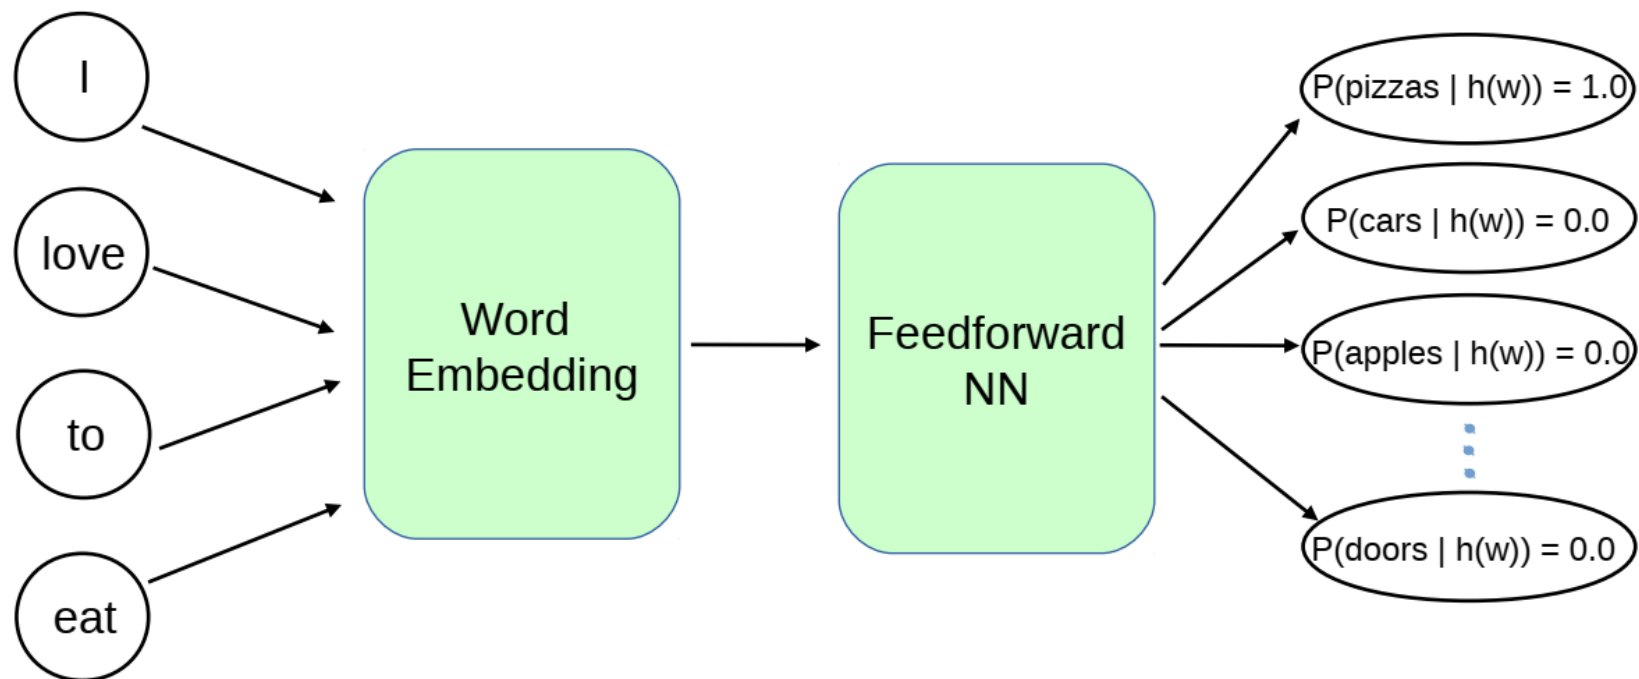 I
love
to
eat
Word
Embedding
Feedforward
NN
P(pizzas | h(w)) = 1.0
P(cars | h(w)) = 0.0
P(apples | h(w)) = 0.0
P(doors | h(w)) = 0.0